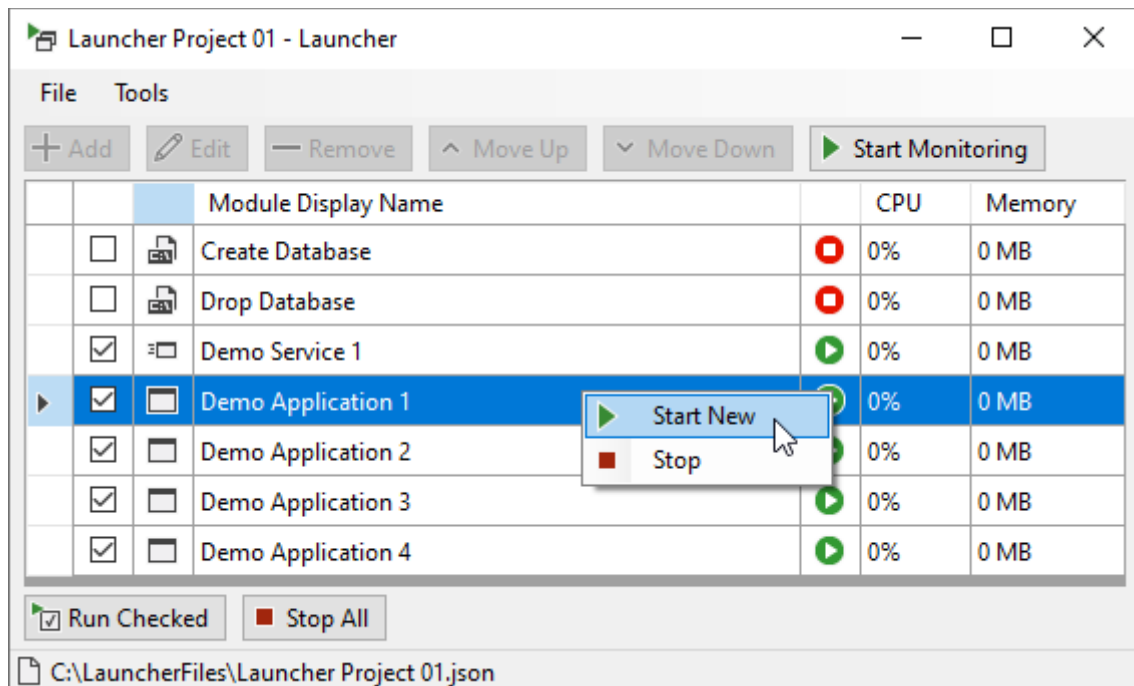 Launcher Project 01 - Launcher
File Tools
Add Edit Remove Move Up Move Down Start Monitoring
Module Display Name CPU Memory
Create Database 0% 0 MB
Drop Database 0% 0 MB
Demo Service 1 0% 0 MB
Demo Application 1 0% 0 MB
Start New
Demo Application 2 0% 0 MB
Stop
Demo Application 3 0% 0 MB
Demo Application 4 0% 0 MB
Run Checked Stop All
C:\LauncherFiles\Launcher Project 01.json